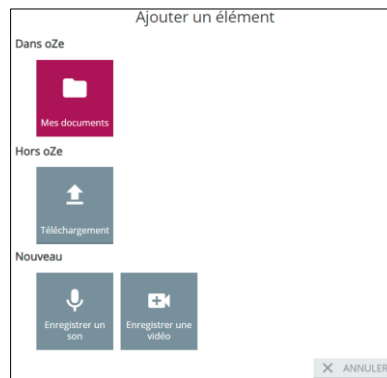 Ajouter un élément
Dans oZe
Mes documents
Hors oZe
Téléchargement
Nouveau
Enregistrer un
son
Enregistrer une
vidéo
ANNULER